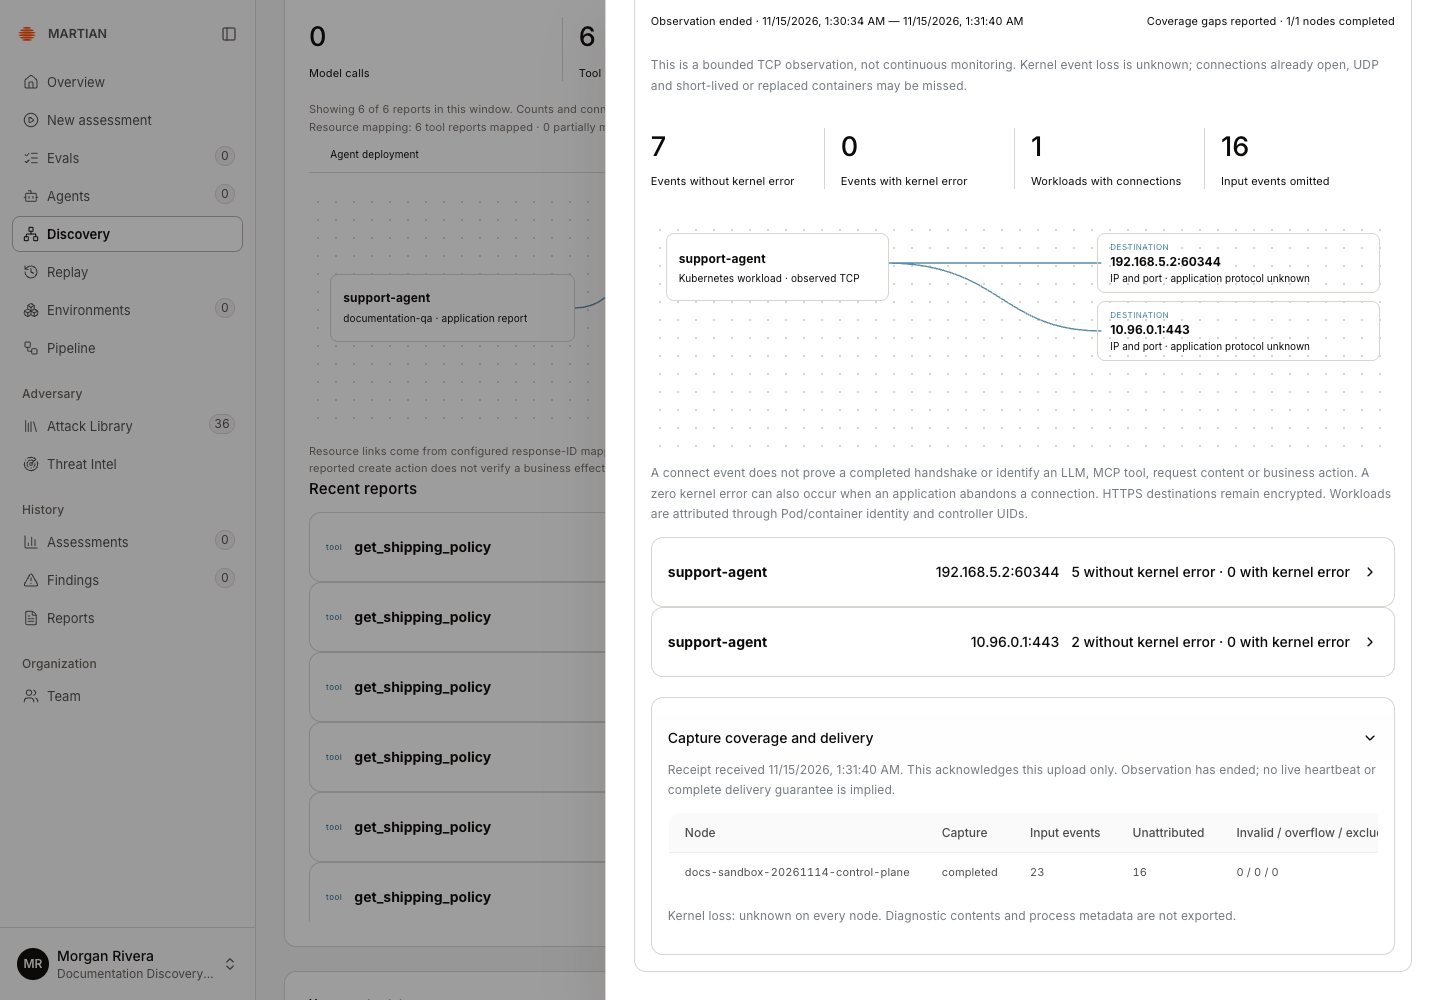 MARTIAN
Overview
New assessment
Evals 0
Agents 0
Discovery
Replay
Environments 0
Pipeline
Adversary
Attack Library 36
Threat Intel
History
Assessments 0
Findings 0
Reports
Organization
Team
MR
Morgan Rivera
Documentation Discovery...
0
Model calls
6
Tool
Showing 6 of 6 reports in this window. Counts and
Resource mapping: 6 tool reports mapped · 0 partially
Agent deployment
support-agent
documentation-qa · application report
Resource links come from configured response-ID
reported create action does not verify a business effect
Recent reports
tool get_shipping_policy
tool get_shipping_policy
tool get_shipping_policy
tool get_shipping_policy
tool get_shipping_policy
tool get_shipping_policy
Observation ended · 11/15/2026, 1:30:34 AM — 11/15/2026, 1:31:40 AM
Coverage gaps reported · 1/1 nodes completed
This is a bounded TCP observation, not continuous monitoring. Kernel event loss is unknown; connections already open, UDP
and short-lived or replaced containers may be missed.
7
Events without kernel error
0
Events with kernel error
1
Workloads with connections
16
Input events omitted
support-agent
Kubernetes workload · observed TCP
DESTINATION
192.168.5.2:60344
IP and port · application protocol unknown
DESTINATION
10.96.0.1:443
IP and port · application protocol unknown
A connect event does not prove a completed handshake or identify an LLM, MCP tool, request content or business action. A
zero kernel error can also occur when an application abandons a connection. HTTPS destinations remain encrypted. Workloads
are attributed through Pod/container identity and controller UIDs.
support-agent 192.168.5.2:60344 5 without kernel error · 0 with kernel error
support-agent 10.96.0.1:443 2 without kernel error · 0 with kernel error
Capture coverage and delivery
Receipt received 11/15/2026, 1:31:40 AM. This acknowledges this upload only. Observation has ended; no live heartbeat or
complete delivery guarantee is implied.
Node Capture Input events Unattributed Invalid / overflow /
docs-sandbox-20261114-control-plane completed 23 16 0 / 0 / 0
Kernel loss: unknown on every node. Diagnostic contents and process metadata are not exported.